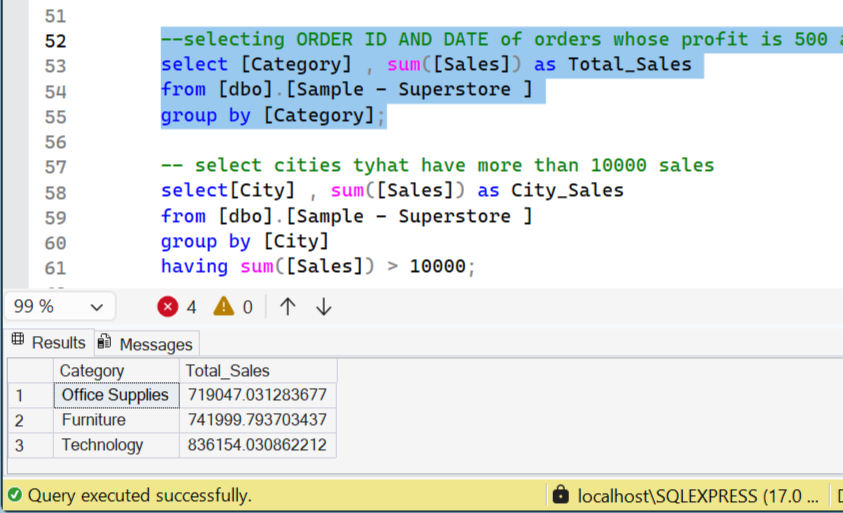 51
52 --selecting ORDER ID AND DATE of orders whose profit is 500
53 select [Category] , sum([Sales]) as Total_Sales
54 from [dbo].[Sample - Superstore ]
55 group by [Category];
56
57 -- select cities tyhat have more than 10000 sales
58 select[City] , sum([Sales]) as City_Sales
59 from [dbo].[Sample - Superstore ]
60 group by [City]
61 having sum([Sales]) > 10000;
99 % 4 0
Results Messages
Category Total_Sales
1 Office Supplies 719047.031283677
2 Furniture 741999.793703437
3 Technology 836154.030862212
Query executed successfully. localhost\SQLEXPRESS (17.0 ...